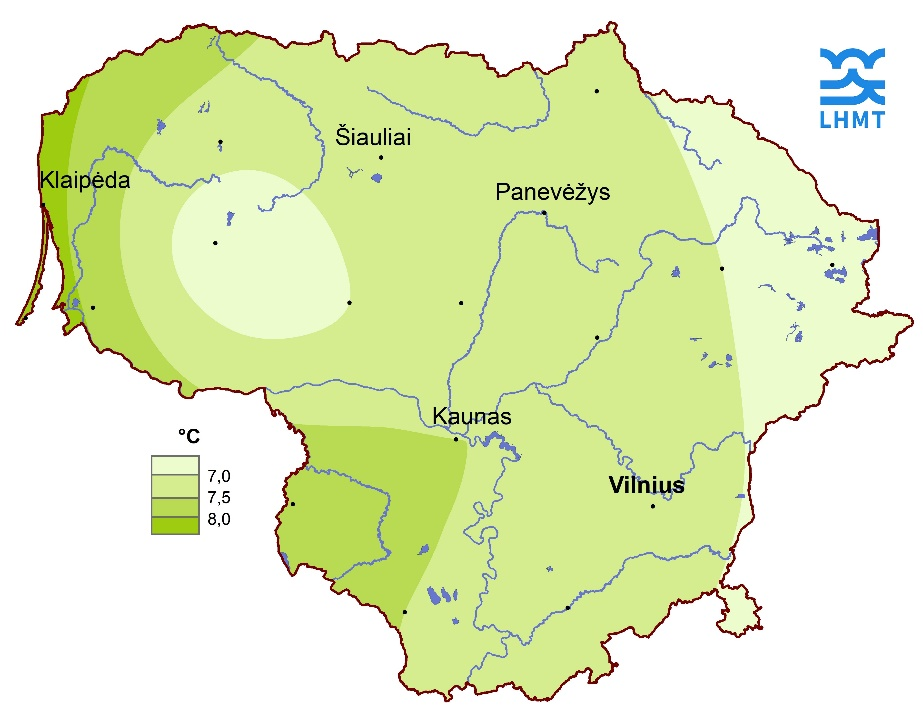 LHMT
Šiauliai
Klaipėda
Panevėžys
Kaunas
°C
7,0
7,5
8,0
Vilnius